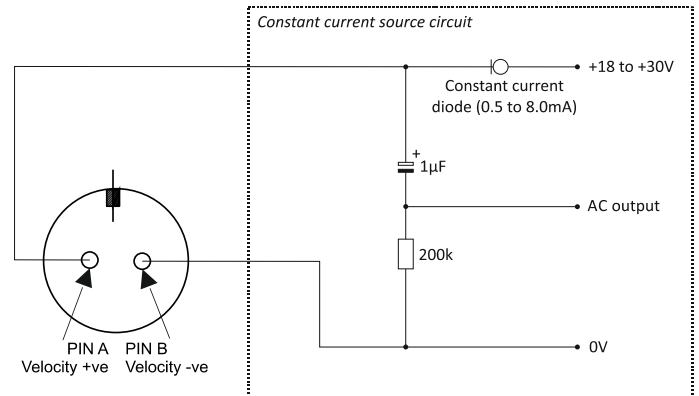 Constant current source circuit
+18 to +30V
Constant current
diode (0.5 to 8.0mA)
+
1µF
AC output
200k
0V
PIN A
Velocity +ve
PIN B
Velocity -ve